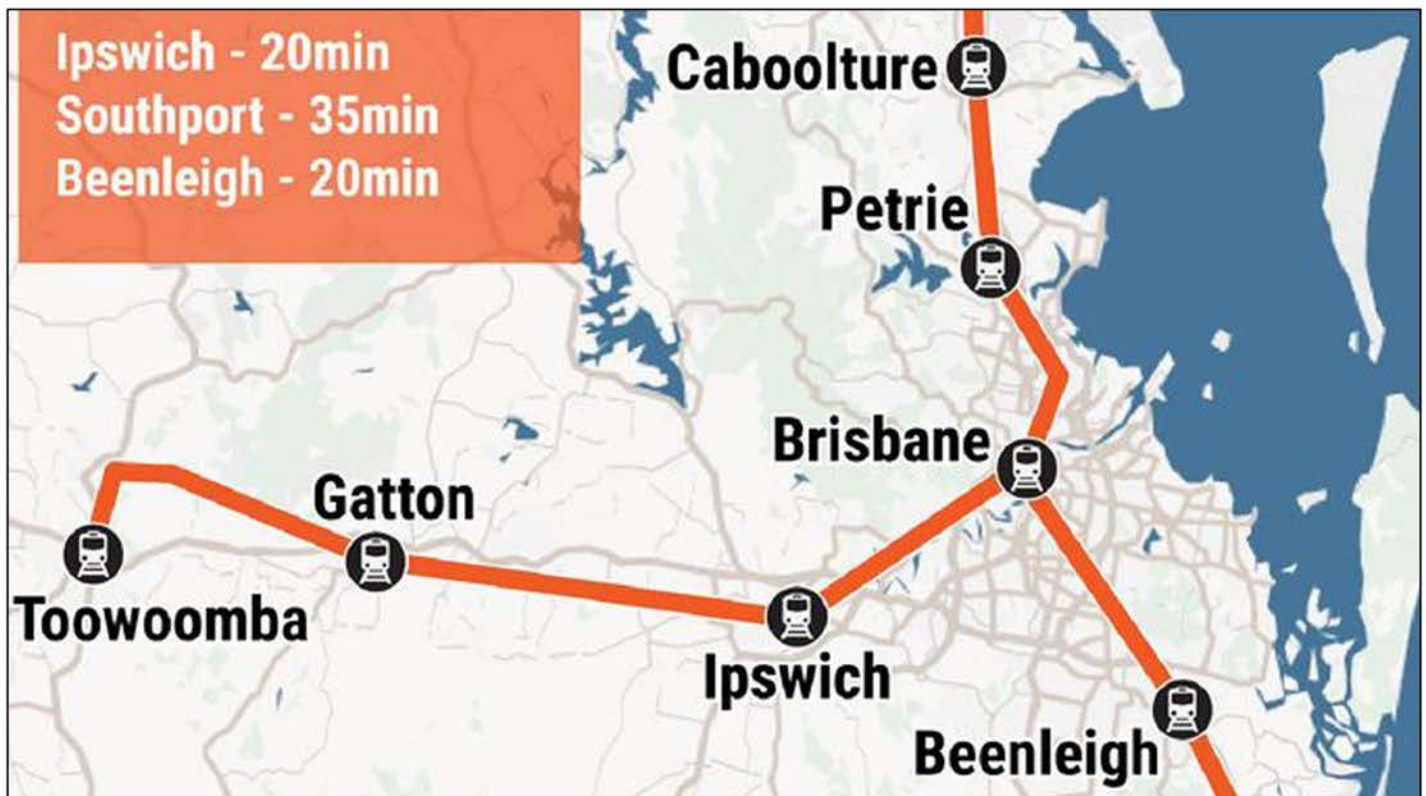 Ipswich - 20min
Southport - 35min
Beenleigh - 20min
Caboolture
Petrie
Brisbane
Gatton
Toowoomba
Ipswich
Beenleigh